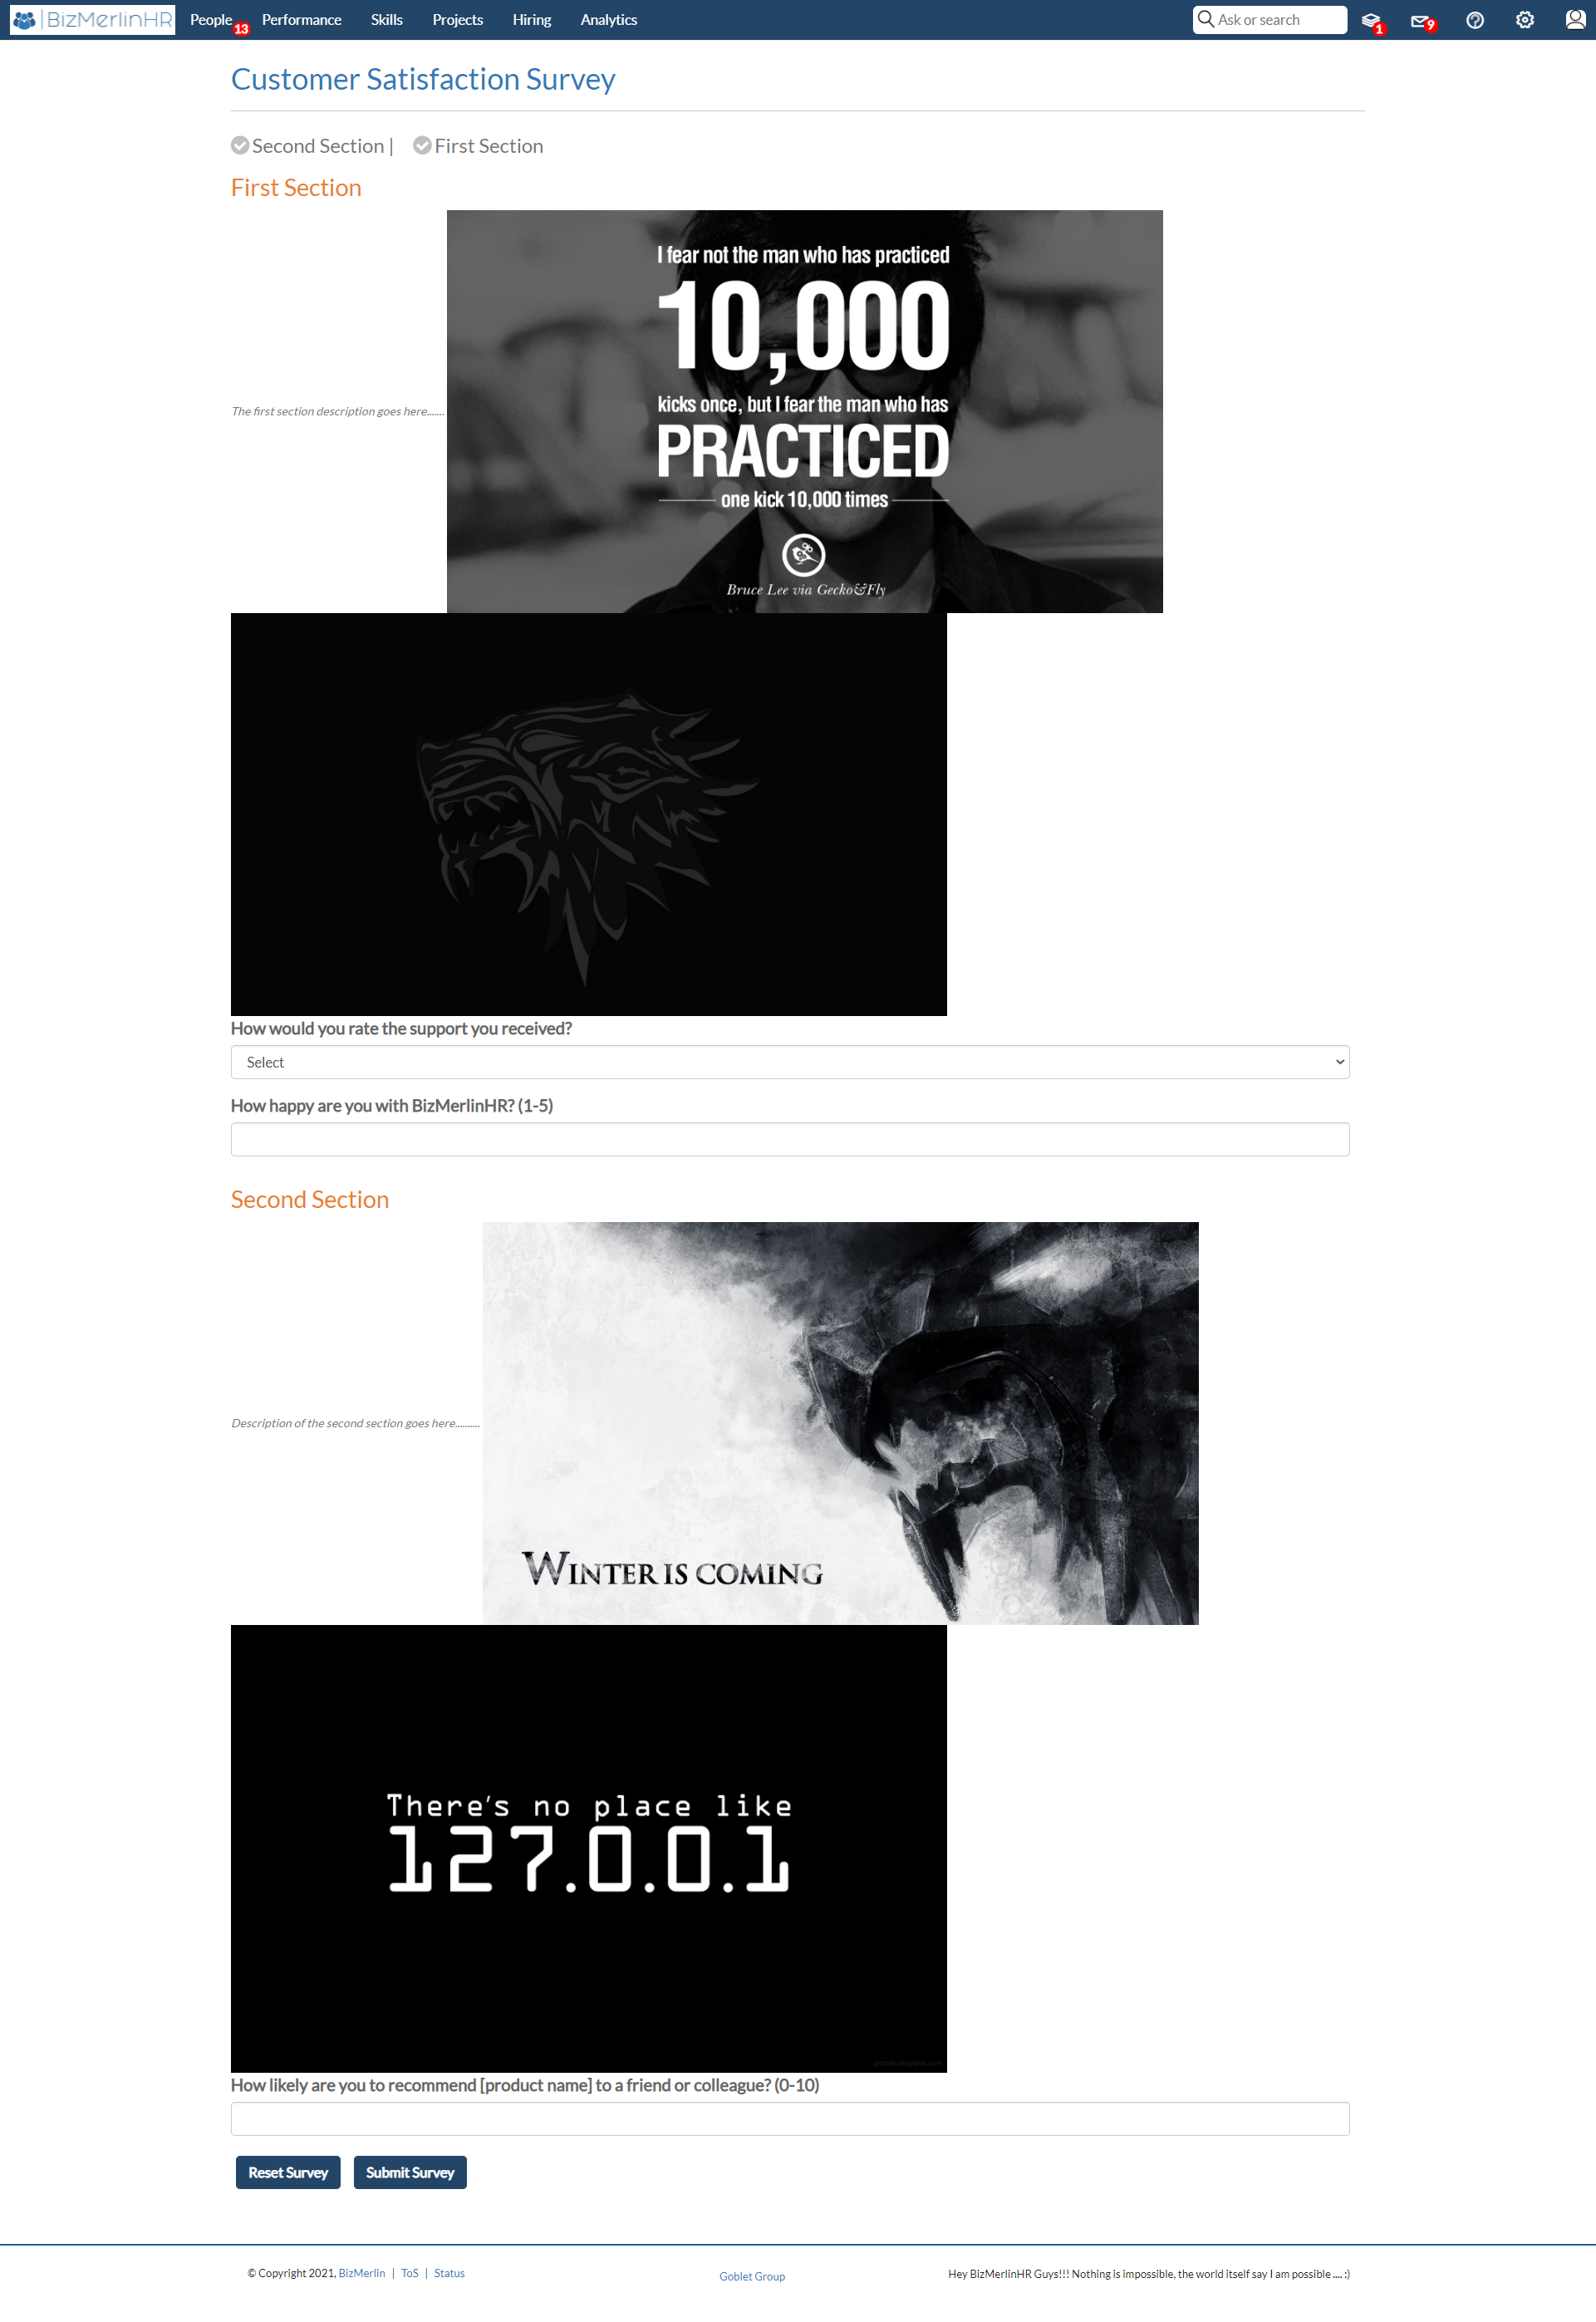 BizMerlinHR People 13 Performance Skills Projects Hiring Analytics Ask or search 1 9
Customer Satisfaction Survey
Second Section | First Section
First Section
I fear not the man who has practiced
10,000
kicks once, but I fear the man who has
The first section description goes here.......
PRACTICED
one kick 10,000 times
Bruce Lee via Gecko&Fly
How would you rate the support you received?
Select
How happy are you with BizMerlinHR? (1-5)
Second Section
Description of the second section goes here..........
WINTER IS COMING
There's no place like
127.0.0.1
How likely are you to recommend [product name] to a friend or colleague? (0-10)
Reset Survey Submit Survey
© Copyright 2021, BizMerlin | ToS | Status
Goblet Group
Hey BizMerlinHR Guys!!! Nothing is impossible, the world itself say I am possible .... :)